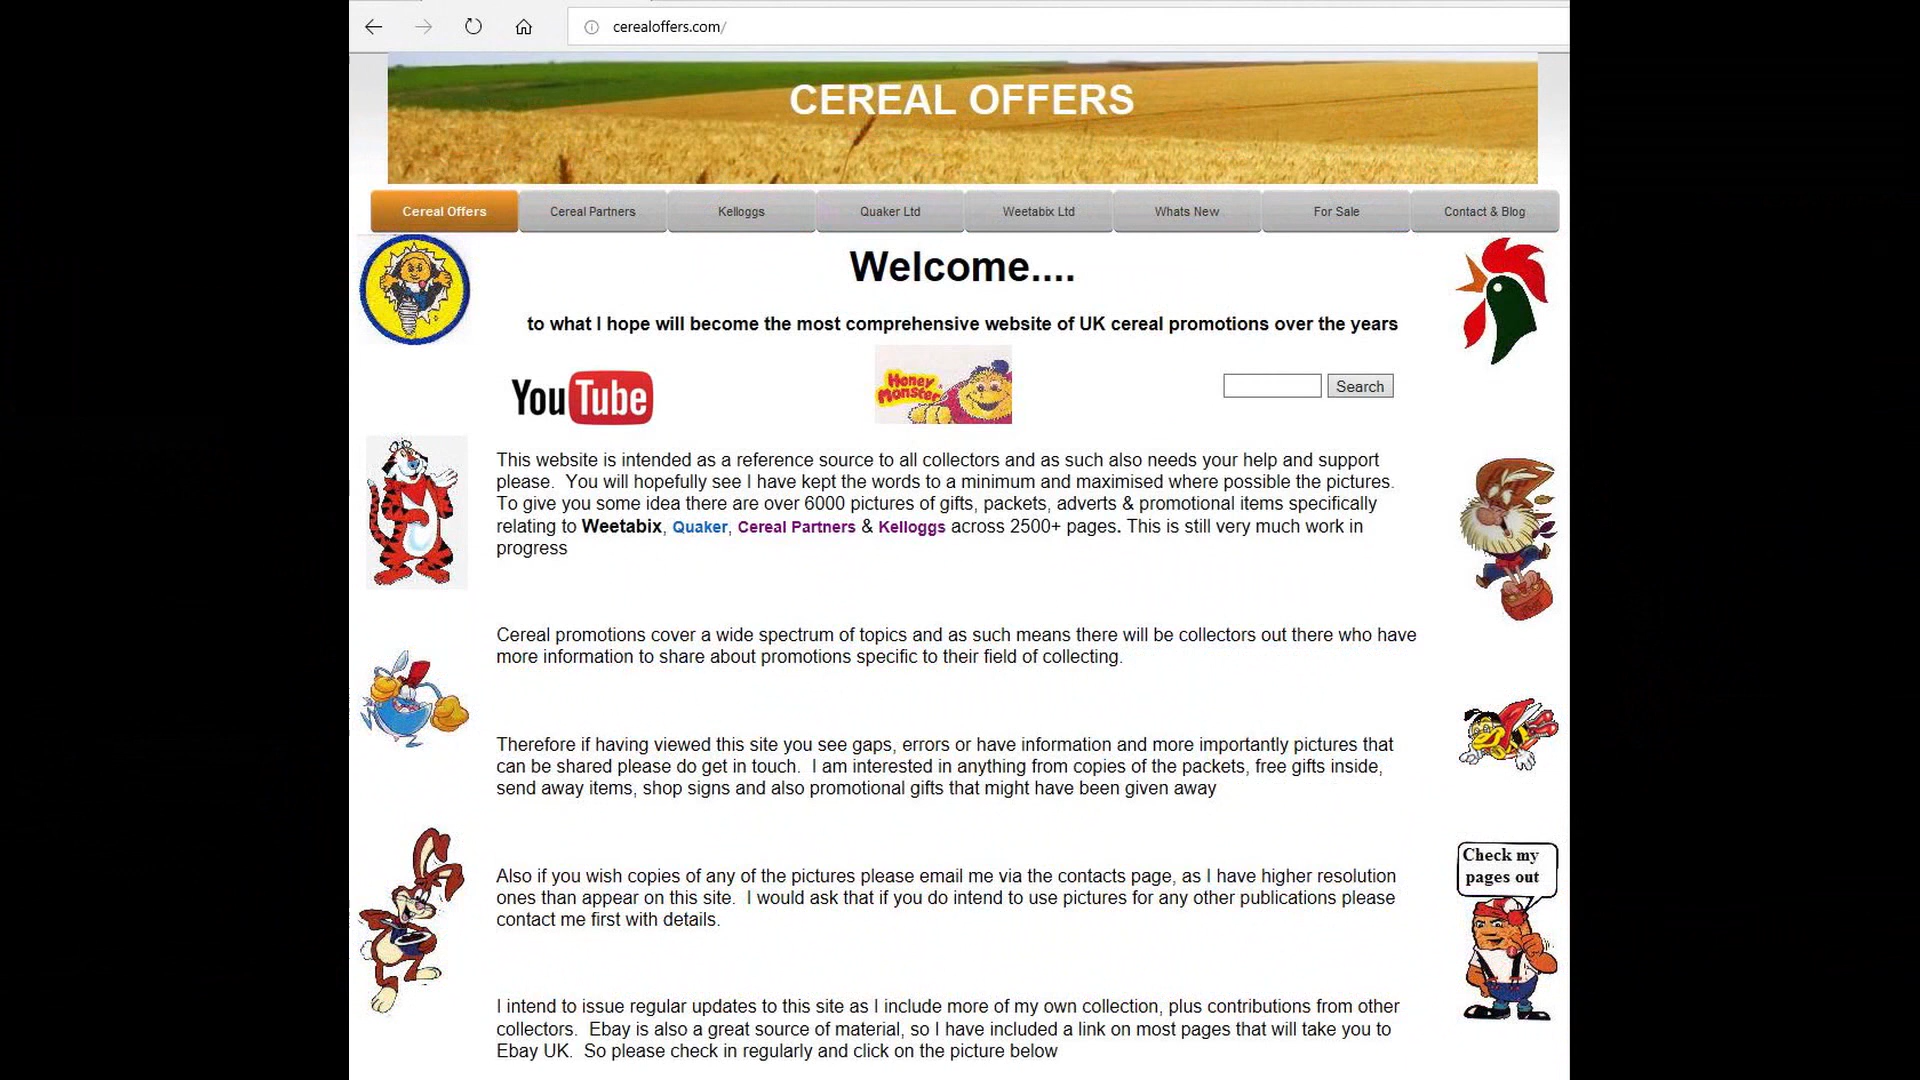 cerealoffers.com/
CEREAL OFFERS
Cereal Offers
Cereal Partners
Kelloggs
Quaker Ltd
Weetabix Ltd
Whats New
For Sale
Contact & Blog
Welcome....
to what I hope will become the most comprehensive website of UK cereal promotions over the years
YouTube
Honey
Monster
Search
This website is intended as a reference source to all collectors and as such also needs your help and support
please.  You will hopefully see I have kept the words to a minimum and maximised where possible the pictures.
To give you some idea there are over 6000 pictures of gifts, packets, adverts & promotional items specifically
relating to Weetabix, Quaker, Cereal Partners & Kelloggs across 2500+ pages. This is still very much work in
progress
Cereal promotions cover a wide spectrum of topics and as such means there will be collectors out there who have
more information to share about promotions specific to their field of collecting.
Therefore if having viewed this site you see gaps, errors or have information and more importantly pictures that
can be shared please do get in touch.  I am interested in anything from copies of the packets, free gifts inside,
send away items, shop signs and also promotional gifts that might have been given away
Also if you wish copies of any of the pictures please email me via the contacts page, as I have higher resolution
ones than appear on this site.  I would ask that if you do intend to use pictures for any other publications please
contact me first with details.
Check my
pages out
I intend to issue regular updates to this site as I include more of my own collection, plus contributions from other
collectors.  Ebay is also a great source of material, so I have included a link on most pages that will take you to
Ebay UK.  So please check in regularly and click on the picture below